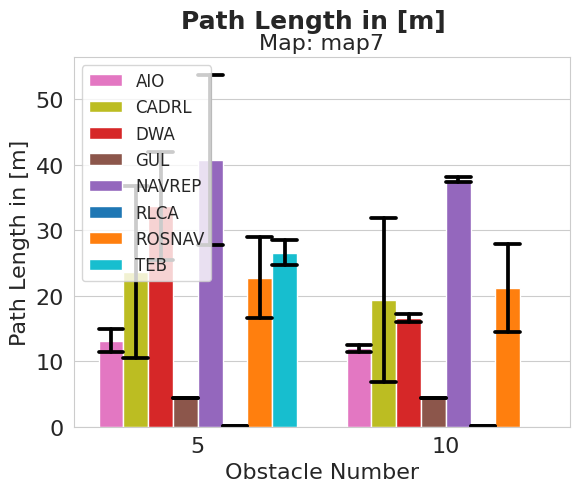 Path Length in [m]
Map: map7
Path Length in [m]
50
40
30
20
10
0
AIO
CADRL
DWA
GUL
NAVREP
RLCA
ROSNAV
TEB
5
10
Obstacle Number